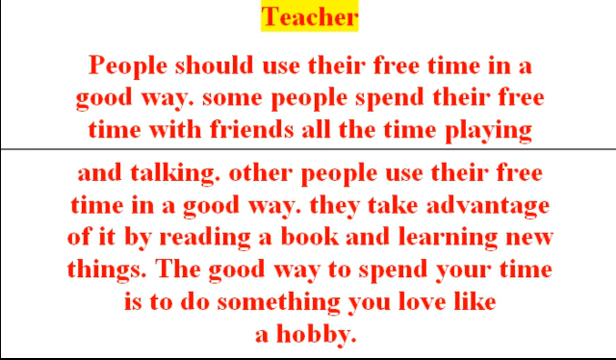 Teacher
People should use their free time in a
good way. some people spend their free
time with friends all the time playing
and talking. other people use their free
time in a good way. they take advantage
of it by reading a book and learning new
things. The good way to spend your time
is to do something you love like
a hobby.